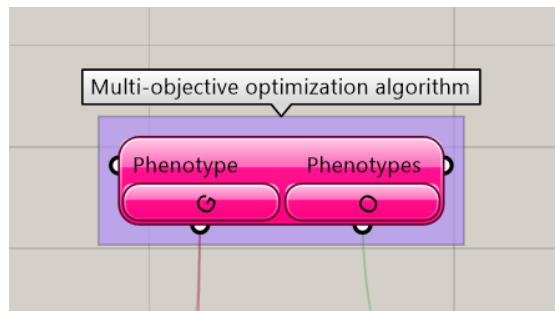 Multi-objective optimization algorithm
Phenotype Phenotypes
G O